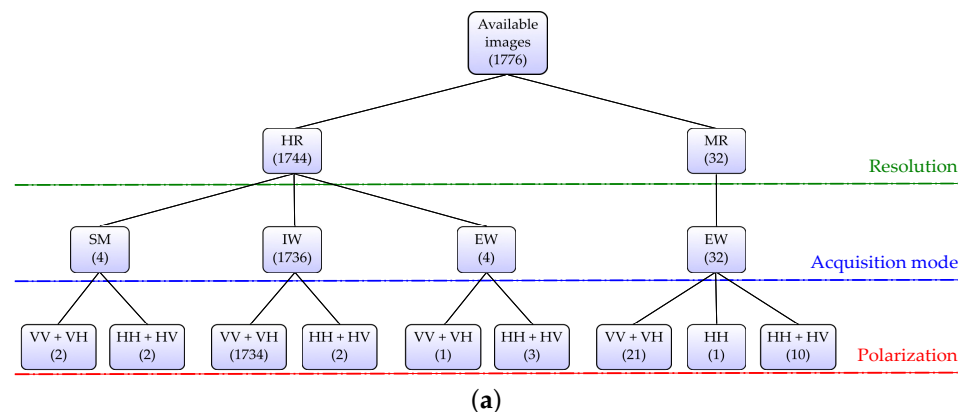 Available
images
(1776)
HR
(1744)
MR
(32)
Resolution
SM
(4)
IW
(1736)
EW
(4)
EW
(32)
Acquisition mode
VV + VH
(2)
HH + HV
(2)
VV + VH
(1734)
HH + HV
(2)
VV + VH
(1)
HH + HV
(3)
VV + VH
(21)
HH
(1)
HH + HV
(10)
Polarization
(a)